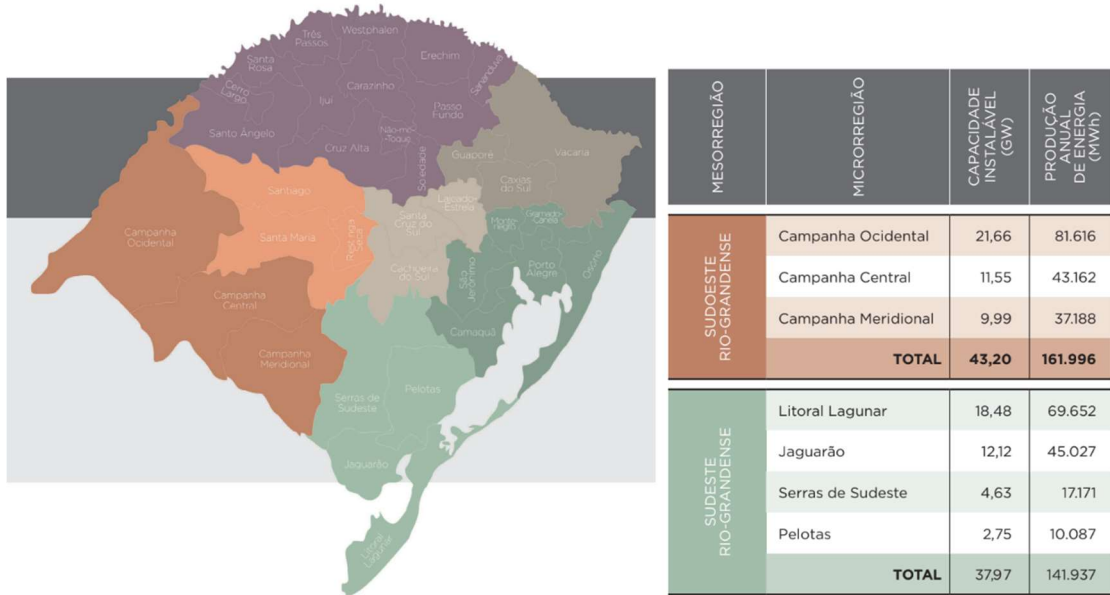 Três
Passos
Westphalen
Erechim
Sananduva
Santa
Rosa
Cerro
Largo
Ijuí
Carazinho
Passo
Fundo
Santo Ângelo
Cruz Alta
Não-me-
-Toque
Soledade
Guaporé
Vacaria
Caxias
do Sul
Santiago
Santa Maria
Restinga
Seca
Santa
Cruz do
Sul
Lajeado-
Estrela
Cachoeira
do Sul
Monte-
negro
Gramado-
Canela
São
Jerônimo
Porto
Alegre
Osório
Camaquã
Campanha
Ocidental
Campanha
Central
Campanha
Meridional
Serras de
Sudeste
Pelotas
Jaguarão
Litoral
Lagunar
MESORREGIÃO
MICRORREGIÃO
CAPACIDADE
INSTALÁVEL
(GW)
PRODUÇÃO
ANUAL
DE ENERGIA
(MWh)
SUDOESTE
RIO-GRANDENSE
Campanha Ocidental 21,66 81.616
Campanha Central 11,55 43.162
Campanha Meridional 9,99 37.188
TOTAL 43,20 161.996
SUDESTE
RIO-GRANDENSE
Litoral Lagunar 18,48 69.652
Jaguarão 12,12 45.027
Serras de Sudeste 4,63 17.171
Pelotas 2,75 10.087
TOTAL 37,97 141.937